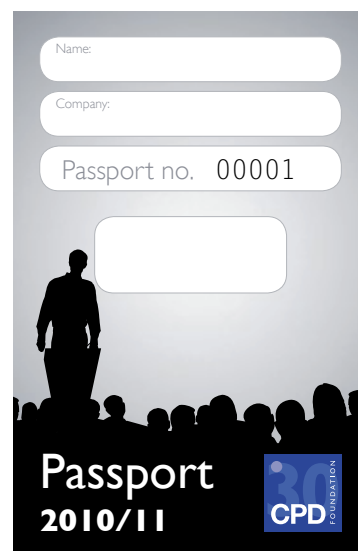 Name:
Company:
Passport no. 00001
Passport
2010/11
30
CPD
FOUNDATION